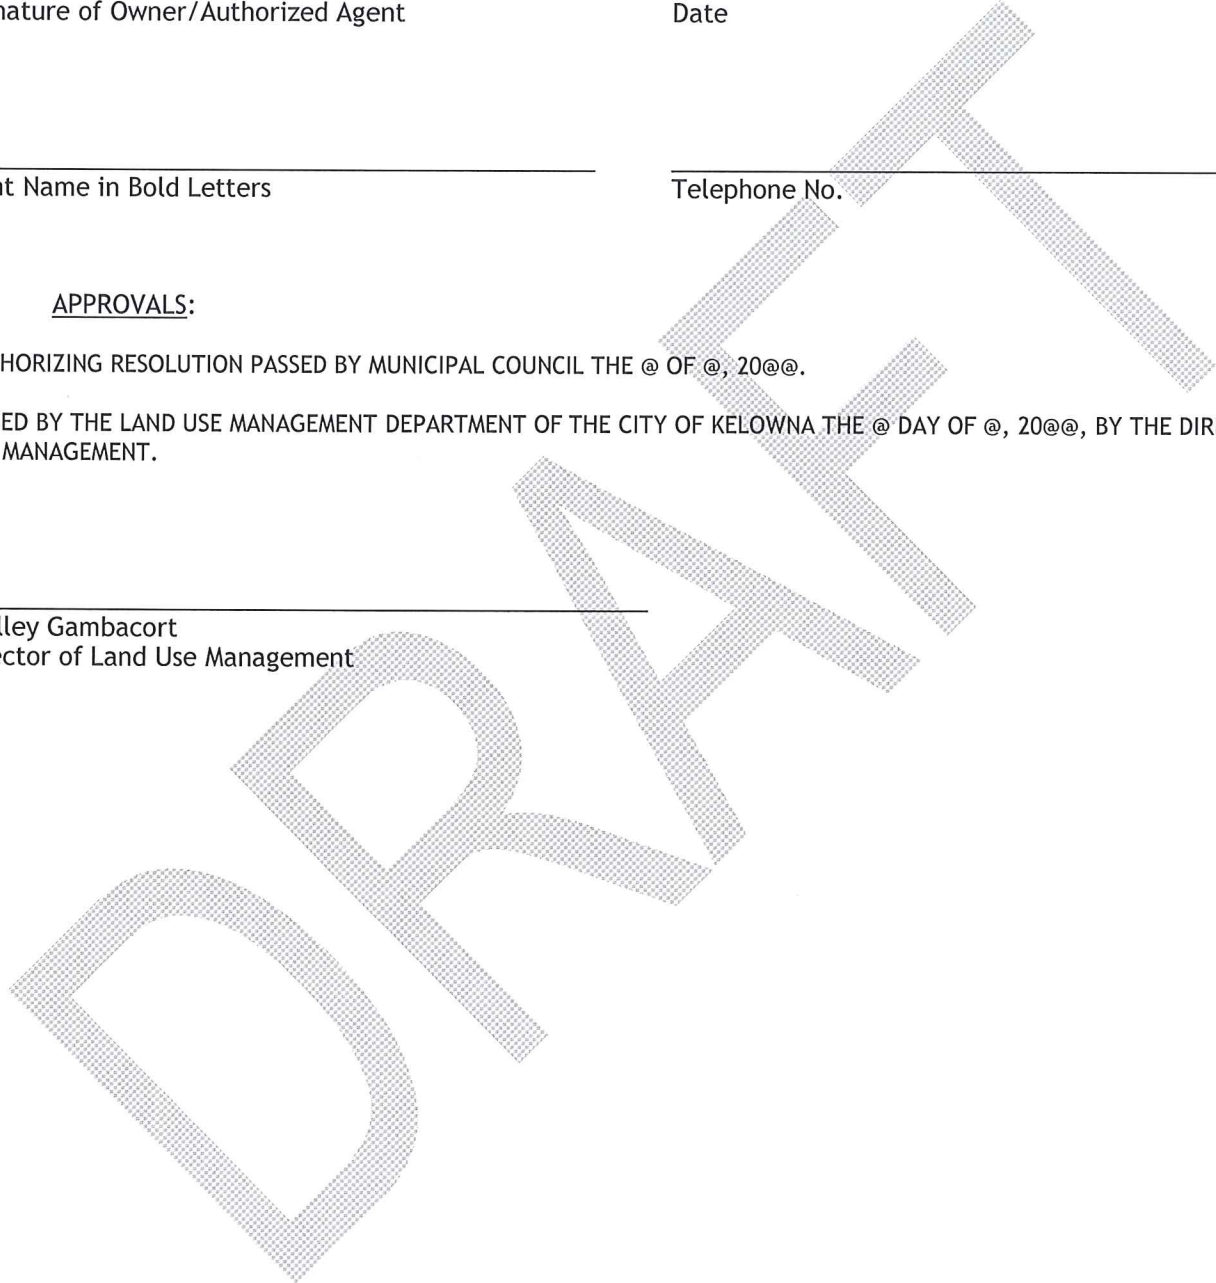 nature of Owner/Authorized Agent Date
nt Name in Bold Letters Telephone No.
APPROVALS:
HORIZING RESOLUTION PASSED BY MUNICIPAL COUNCIL THE @ OF @, 20@@.
ED BY THE LAND USE MANAGEMENT DEPARTMENT OF THE CITY OF KELOWNA THE @ DAY OF @, 20@@, BY THE DIR
MANAGEMENT.
lley Gambacort
ctor of Land Use Management
DRAFT